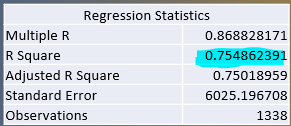 Regression Statistics
Multiple R 0.868828171
R Square 0.754862391
Adjusted R Square 0.75018959
Standard Error 6025.196708
Observations 1338